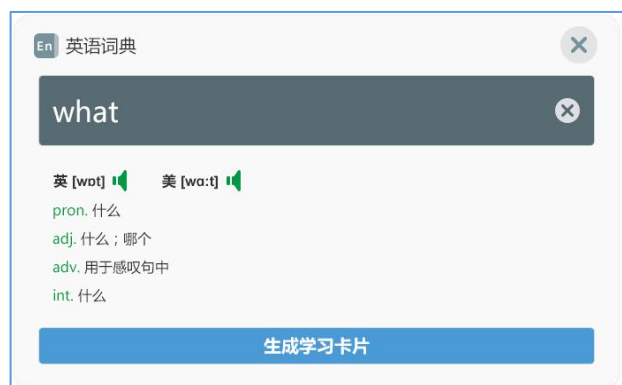 En 英语词典
what
英 [wɒt] 美 [wɑːt]
pron. 什么
adj. 什么；哪个
adv. 用于感叹句中
int. 什么
生成学习卡片